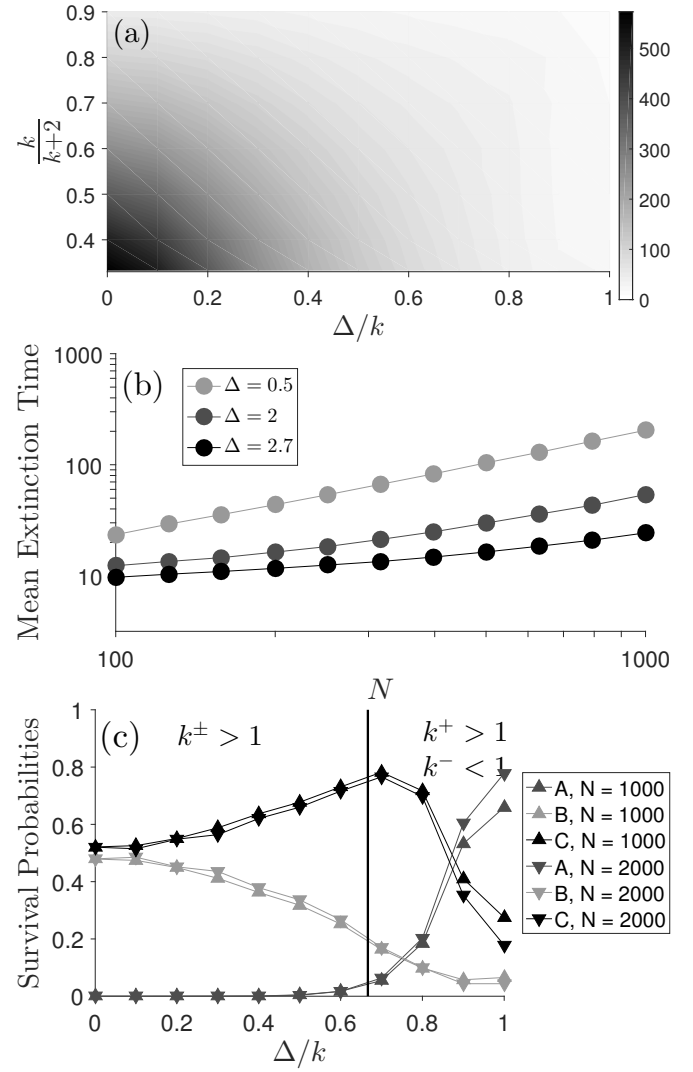 (a)
0.9
0.8
0.7
0.6
0.5
0.4
k/(k+2)
0 0.2 0.4 0.6 0.8 1
Δ/k
500
400
300
200
100
0
(b)
Mean Extinction Time
1000
100
10
Δ = 0.5
Δ = 2
Δ = 2.7
100 1000
N
(c)
Survival Probabilities
1
0.8
0.6
0.4
0.2
0
k± > 1
k+ > 1
k− < 1
A, N = 1000
B, N = 1000
C, N = 1000
A, N = 2000
B, N = 2000
C, N = 2000
0 0.2 0.4 0.6 0.8 1
Δ/k